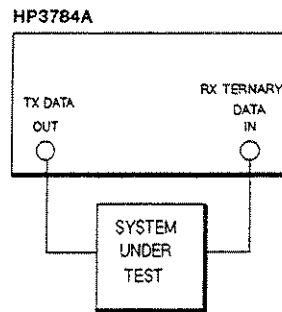 HP3784A
TX DATA
OUT
RX TERNARY
DATA
IN
SYSTEM
UNDER
TEST